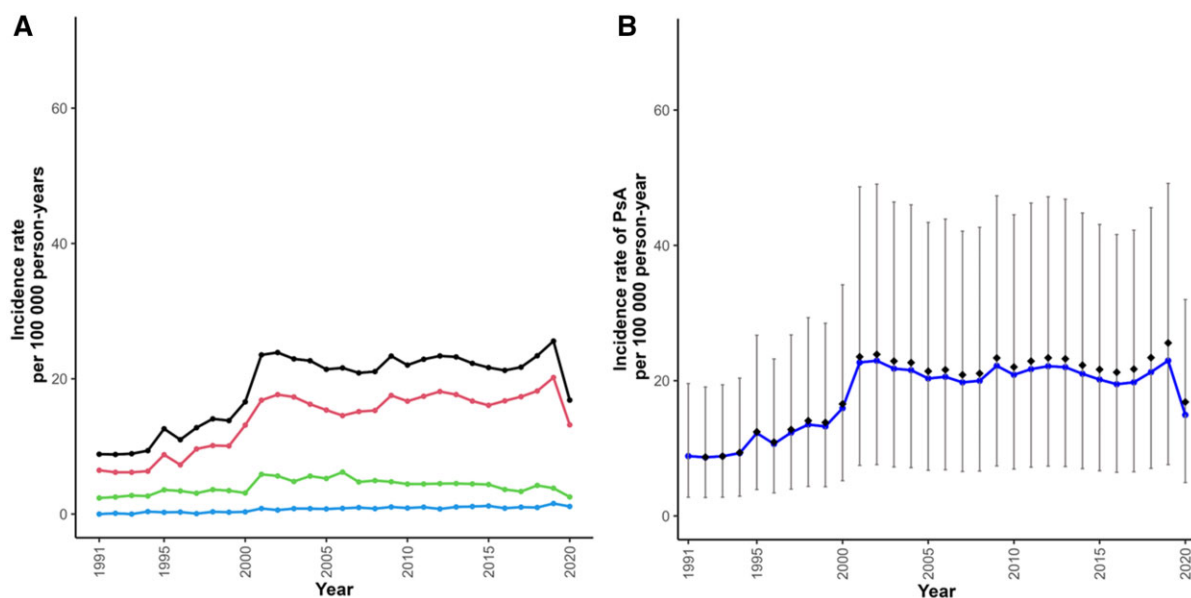 A
Incidence rate
per 100 000 person-years
60
40
20
0
1991
1995
2000
2005
2010
2015
2020
Year
B
Incidence rate of PsA
per 100 000 person-year
60
40
20
0
1991
1995
2000
2005
2010
2015
2020
Year